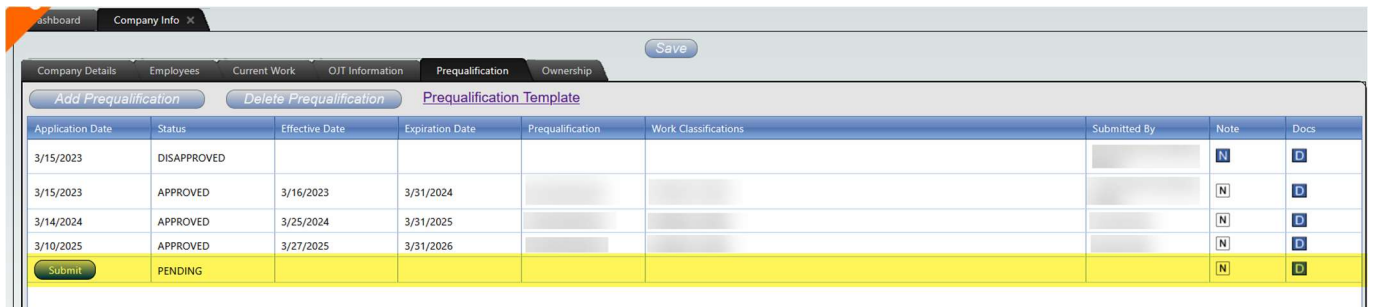 ashboard Company Info ✕
Save
Company Details Employees Current Work OJT Information Prequalification Ownership
Add Prequalification Delete Prequalification Prequalification Template
Application Date Status Effective Date Expiration Date Prequalification Work Classifications Submitted By Note Docs
3/15/2023 DISAPPROVED N D
3/15/2023 APPROVED 3/16/2023 3/31/2024 N D
3/14/2024 APPROVED 3/25/2024 3/31/2025 N D
3/10/2025 APPROVED 3/27/2025 3/31/2026 N D
Submit PENDING N D